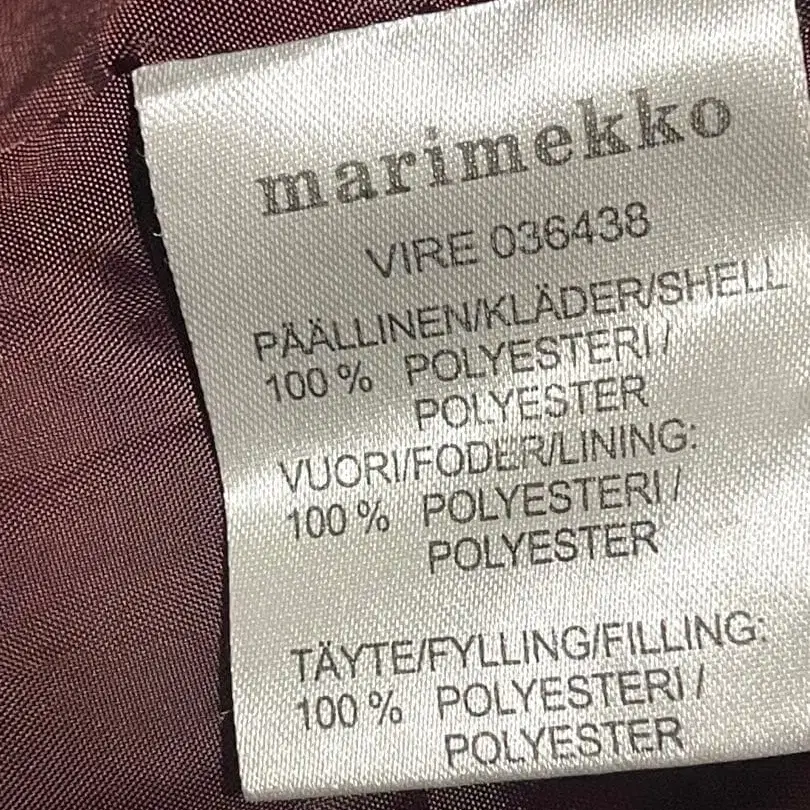 marimekko
VIRE 036438
PÄÄLLINEN/KLÄDER/SHELL
100 % POLYESTERI /
POLYESTER
VUORI/FODER/LINING:
100 % POLYESTERI /
POLYESTER
TÄYTE/FYLLING/FILLING:
100 % POLYESTERI /
POLYESTER